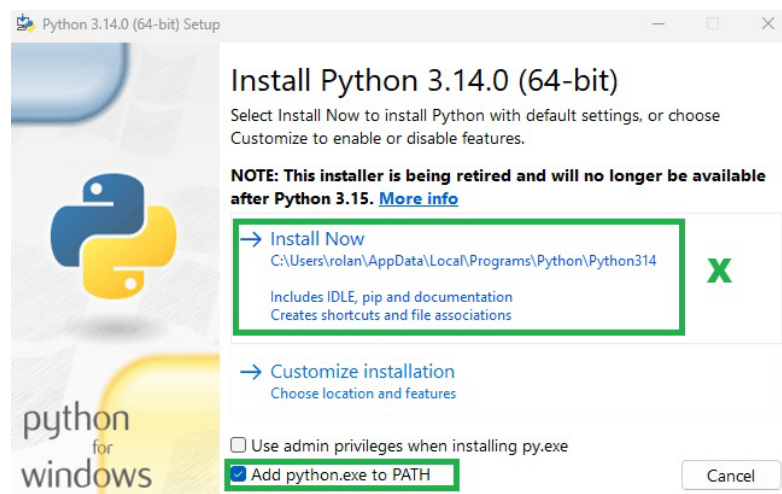 Python 3.14.0 (64-bit) Setup
Install Python 3.14.0 (64-bit)
Select Install Now to install Python with default settings, or choose
Customize to enable or disable features.
NOTE: This installer is being retired and will no longer be available
after Python 3.15. More info
→ Install Now
C:\Users\rolan\AppData\Local\Programs\Python\Python314
Includes IDLE, pip and documentation
Creates shortcuts and file associations
X
→ Customize installation
Choose location and features
Use admin privileges when installing py.exe
Add python.exe to PATH
Cancel
python
for
windows